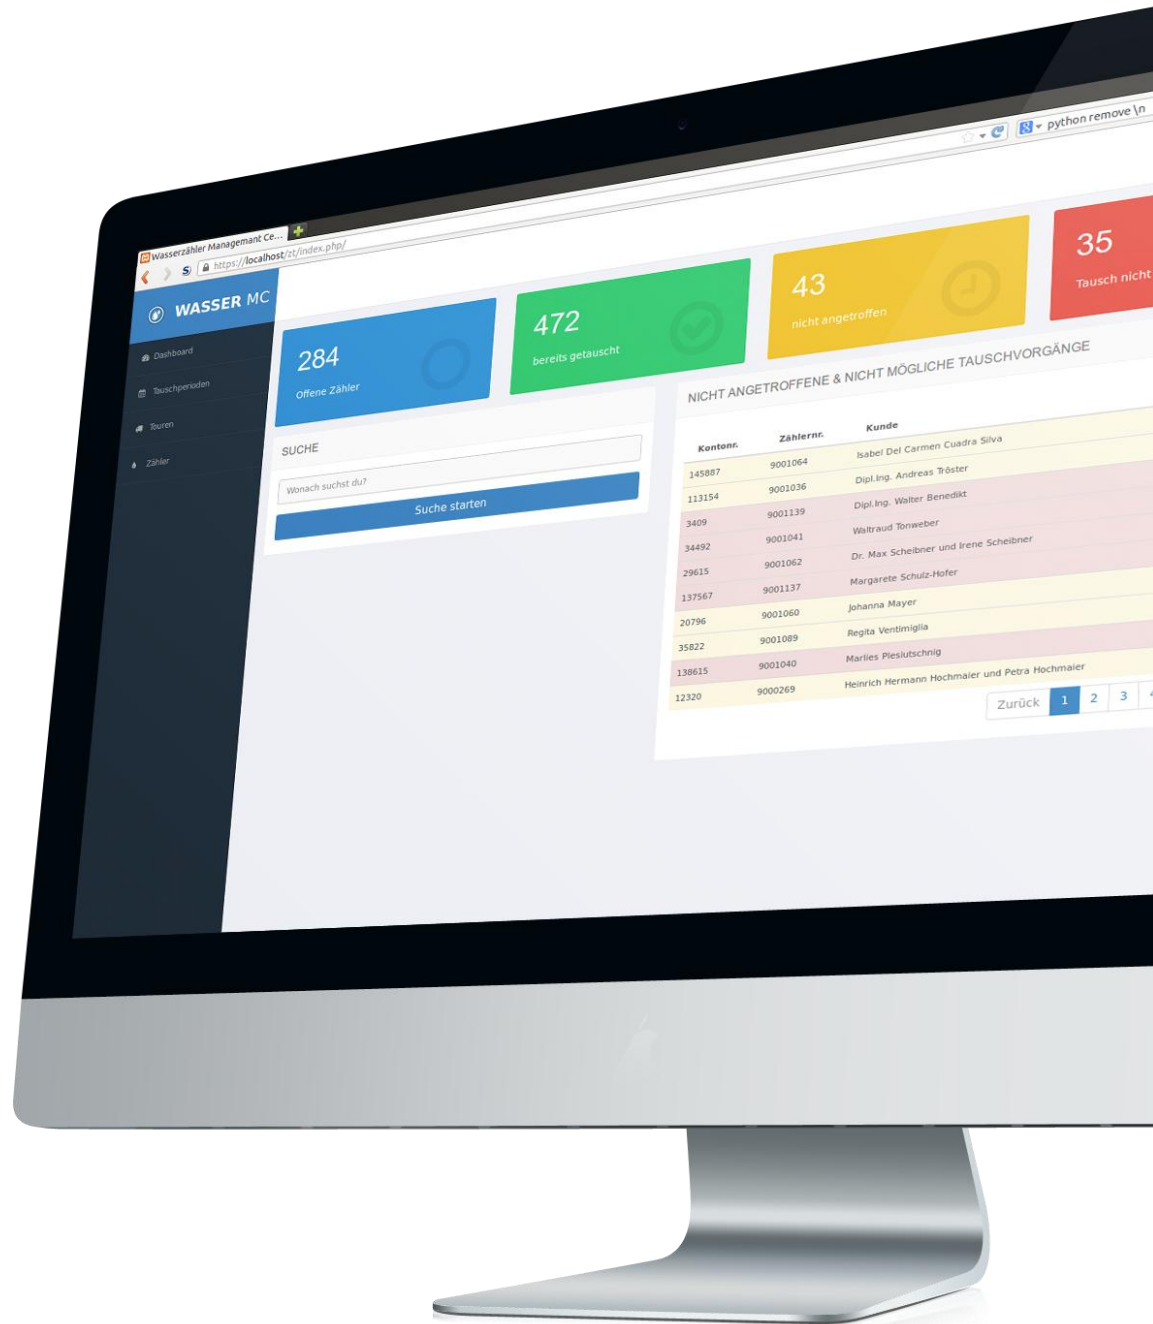 Wasserzähler Managemant Ce...
https://localhost/zt/index.php/
python remove \n
WASSER MC
Dashboard
Tauschperioden
Touren
Zähler
284
Offene Zähler
472
bereits getauscht
43
nicht angetroffen
35
Tausch nicht
SUCHE
Wonach suchst du?
Suche starten
NICHT ANGETROFFENE & NICHT MÖGLICHE TAUSCHVORGÄNGE
Kontonr. Zählernr. Kunde
145887 9001064 Isabel Del Carmen Cuadra Silva
113154 9001036 Dipl.Ing. Andreas Tröster
3409 9001139 Dipl.Ing. Walter Benedikt
34492 9001041 Waltraud Tonweber
29615 9001062 Dr. Max Scheibner und Irene Scheibner
137567 9001137 Margarete Schulz-Hofer
20796 9001060 Johanna Mayer
35822 9001089 Regita Ventimiglia
138615 9001040 Marlies Pleslutschnig
12320 9000269 Heinrich Hermann Hochmaier und Petra Hochmaier
Zurück 1 2 3 4